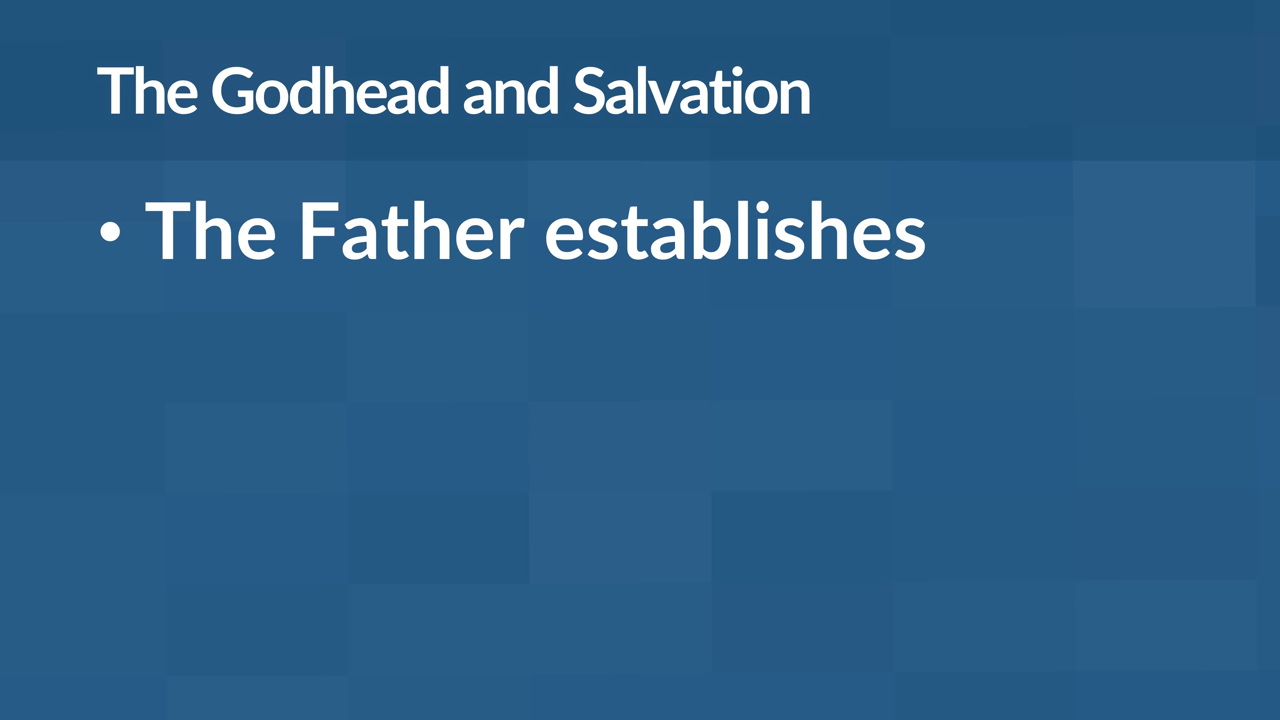 The Godhead and Salvation
• The Father establishes